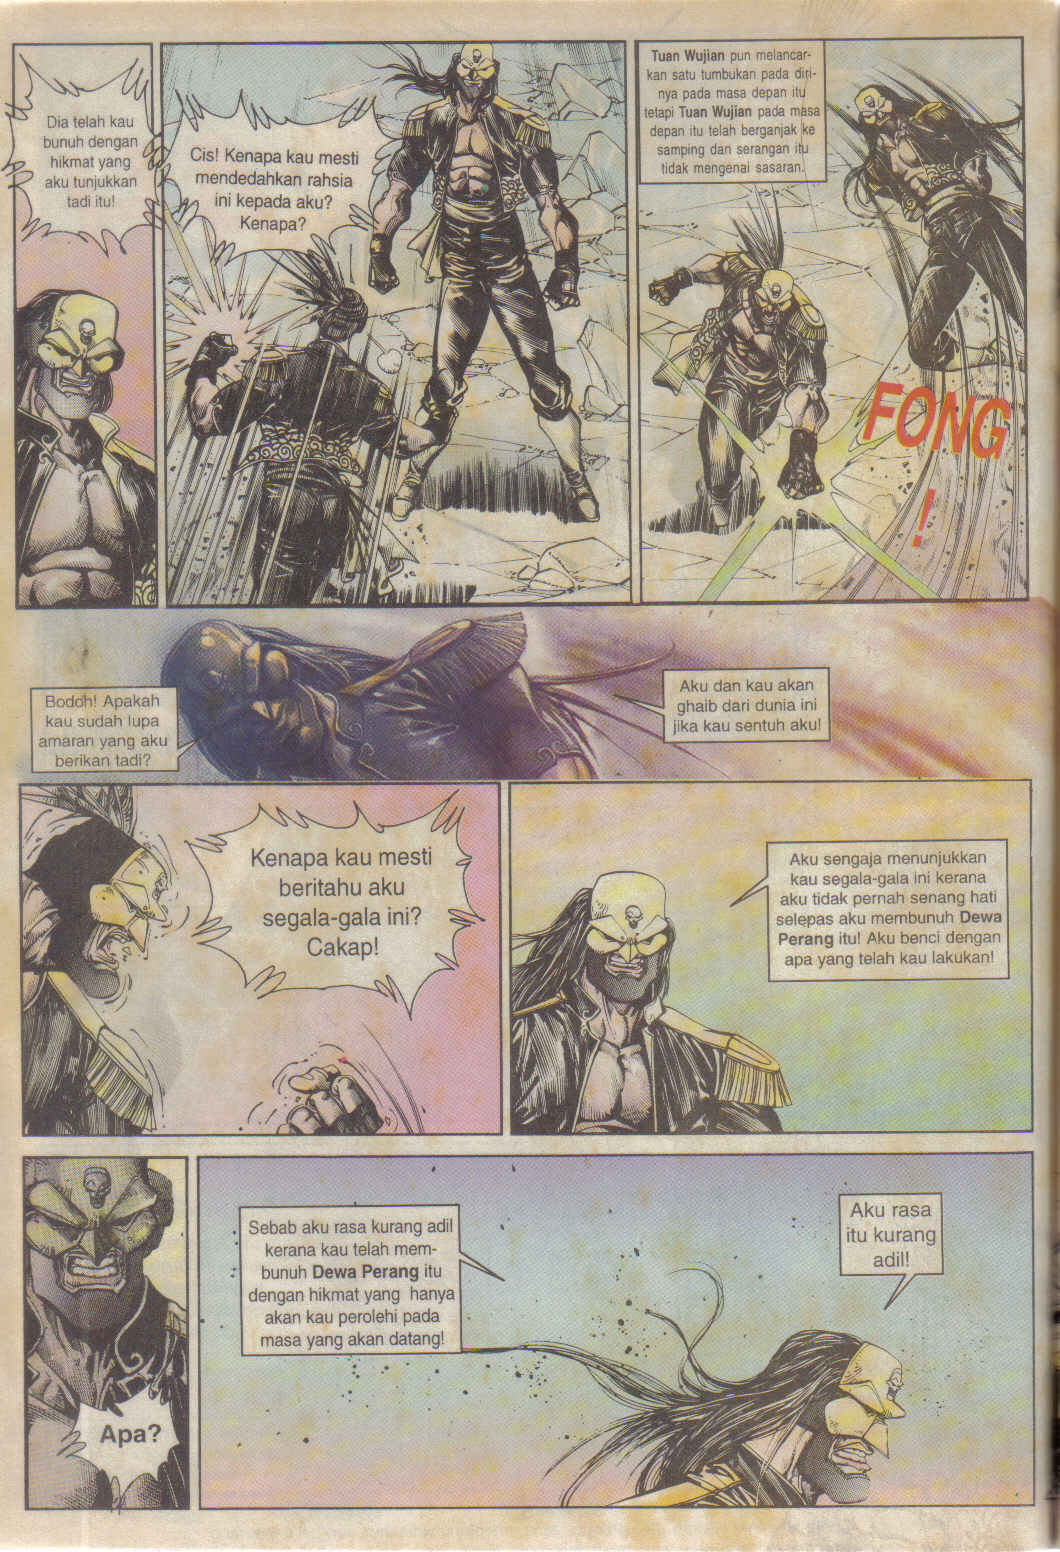 Dia telah kau
bunuh dengan
hikmat yang
aku tunjukkan
tadi itu!
Cis! Kenapa kau mesti
mendedahkan rahsia
ini kepada aku?
Kenapa?
Tuan Wujian pun melancar-
kan satu tumbukan pada diri-
nya pada masa depan itu
tetapi Tuan Wujian pada masa
depan itu telah berganjak ke
samping dan serangan itu
tidak mengenai sasaran.
FONG
!
Bodoh! Apakah
kau sudah lupa
amaran yang aku
berikan tadi?
Aku dan kau akan
ghaib dari dunia ini
jika kau sentuh aku!
Kenapa kau mesti
beritahu aku
segala-gala ini?
Cakap!
Aku sengaja menunjukkan
kau segala-gala ini kerana
aku tidak pernah senang hati
selepas aku membunuh Dewa
Perang itu! Aku benci dengan
apa yang telah kau lakukan!
Apa?
Sebab aku rasa kurang adil
kerana kau telah mem-
bunuh Dewa Perang itu
dengan hikmat yang hanya
akan kau perolehi pada
masa yang akan datang!
Aku rasa
itu kurang
adil!